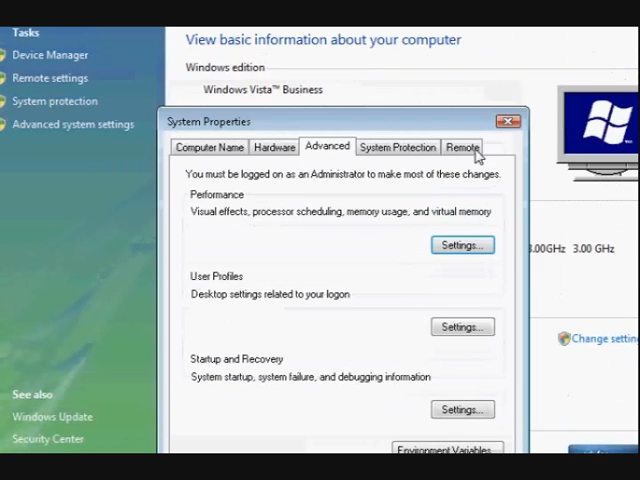 Tasks
Device Manager
Remote settings
System protection
Advanced system settings
View basic information about your computer
Windows edition
Windows Vista™ Business
System Properties
Computer Name Hardware Advanced System Protection Remote
You must be logged on as an Administrator to make most of these changes.
Performance
Visual effects, processor scheduling, memory usage, and virtual memory
Settings...
User Profiles
Desktop settings related to your logon
Settings...
Startup and Recovery
System startup, system failure, and debugging information
Settings...
Environment Variables
3.00GHz 3.00 GHz
Change settin
See also
Windows Update
Security Center